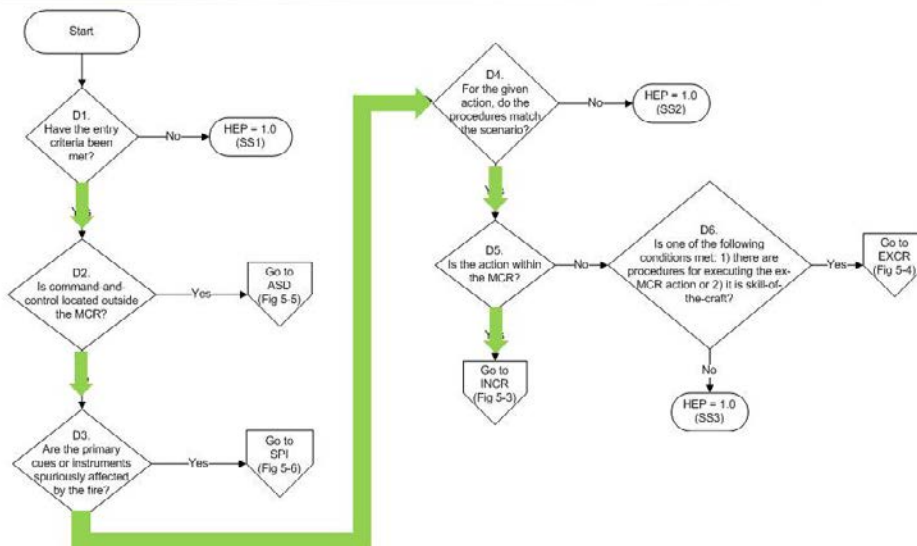 Start
D1.
Have the entry
criteria been
met?
No
HEP = 1.0
(SS1)
D2.
Is command-and-
control located outside
the MCR?
Yes
Go to
ASD
(Fig 5-5)
D3.
Are the primary
cues or instruments
spuriously affected
by the fire?
Yes
Go to
SPI
(Fig 5-6)
D4.
For the given
action, do the
procedures match
the scenario?
No
HEP = 1.0
(SS2)
D5.
Is the action within
the MCR?
No
Go to
INCR
(Fig 5-3)
D6.
Is one of the following
conditions met: 1) there are
procedures for executing the ex-
MCR action or 2) it is skill-of-
the-craft?
Yes
Go to
EXCR
(Fig 5-4)
No
HEP = 1.0
(SS3)